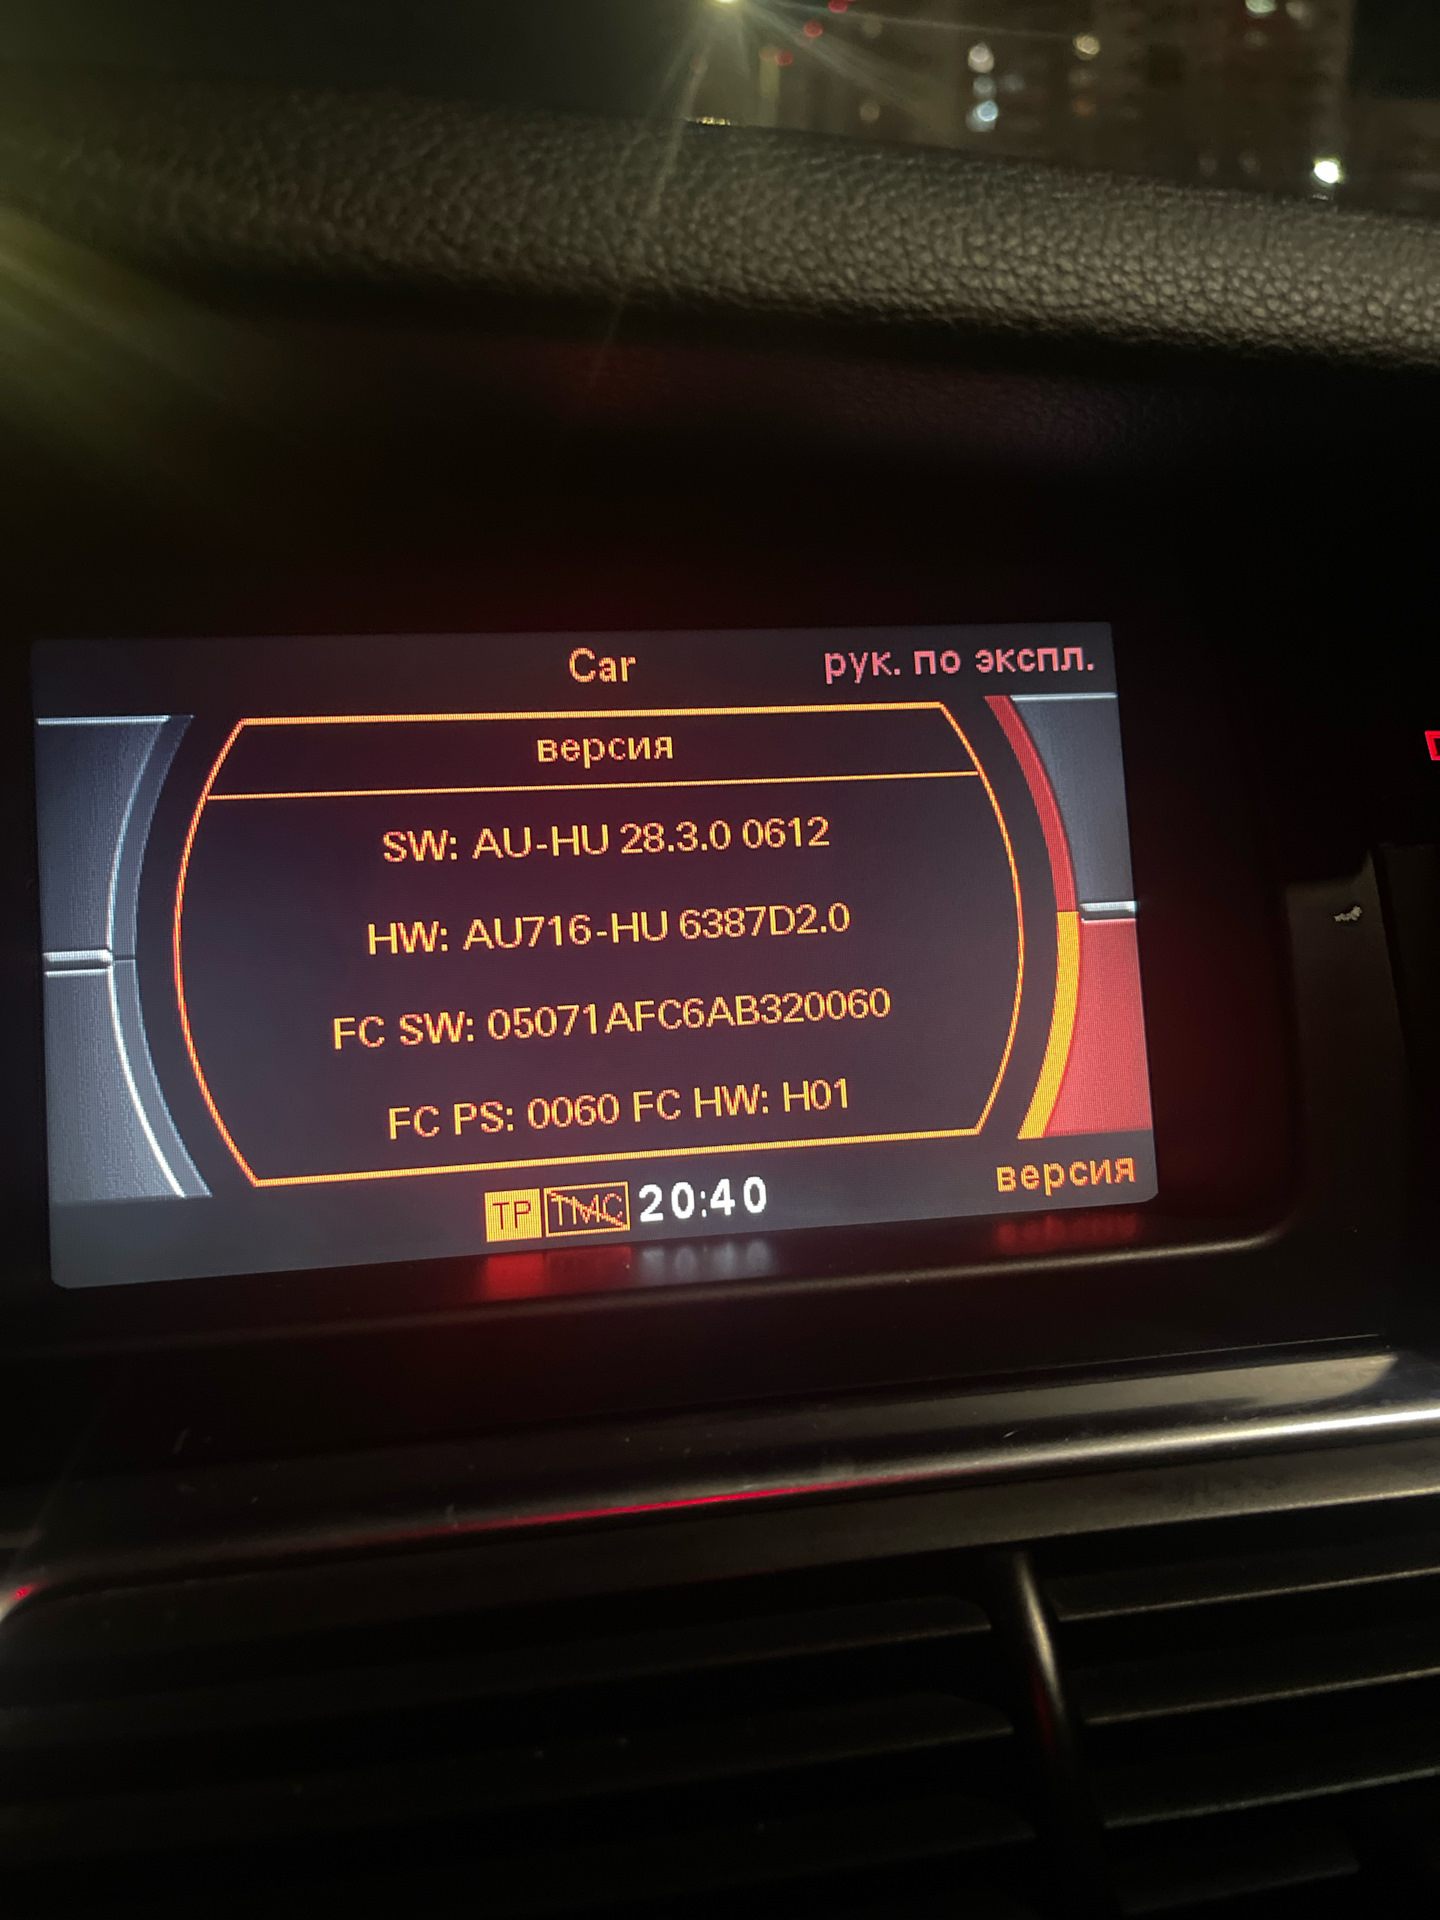 Car
рук. по экспл.
версия
SW: AU-HU 28.3.0 0612
HW: AU716-HU 6387D2.0
FC SW: 05071AFC6AB320060
FC PS: 0060 FC HW: H01
версия
TP TMC 20:40